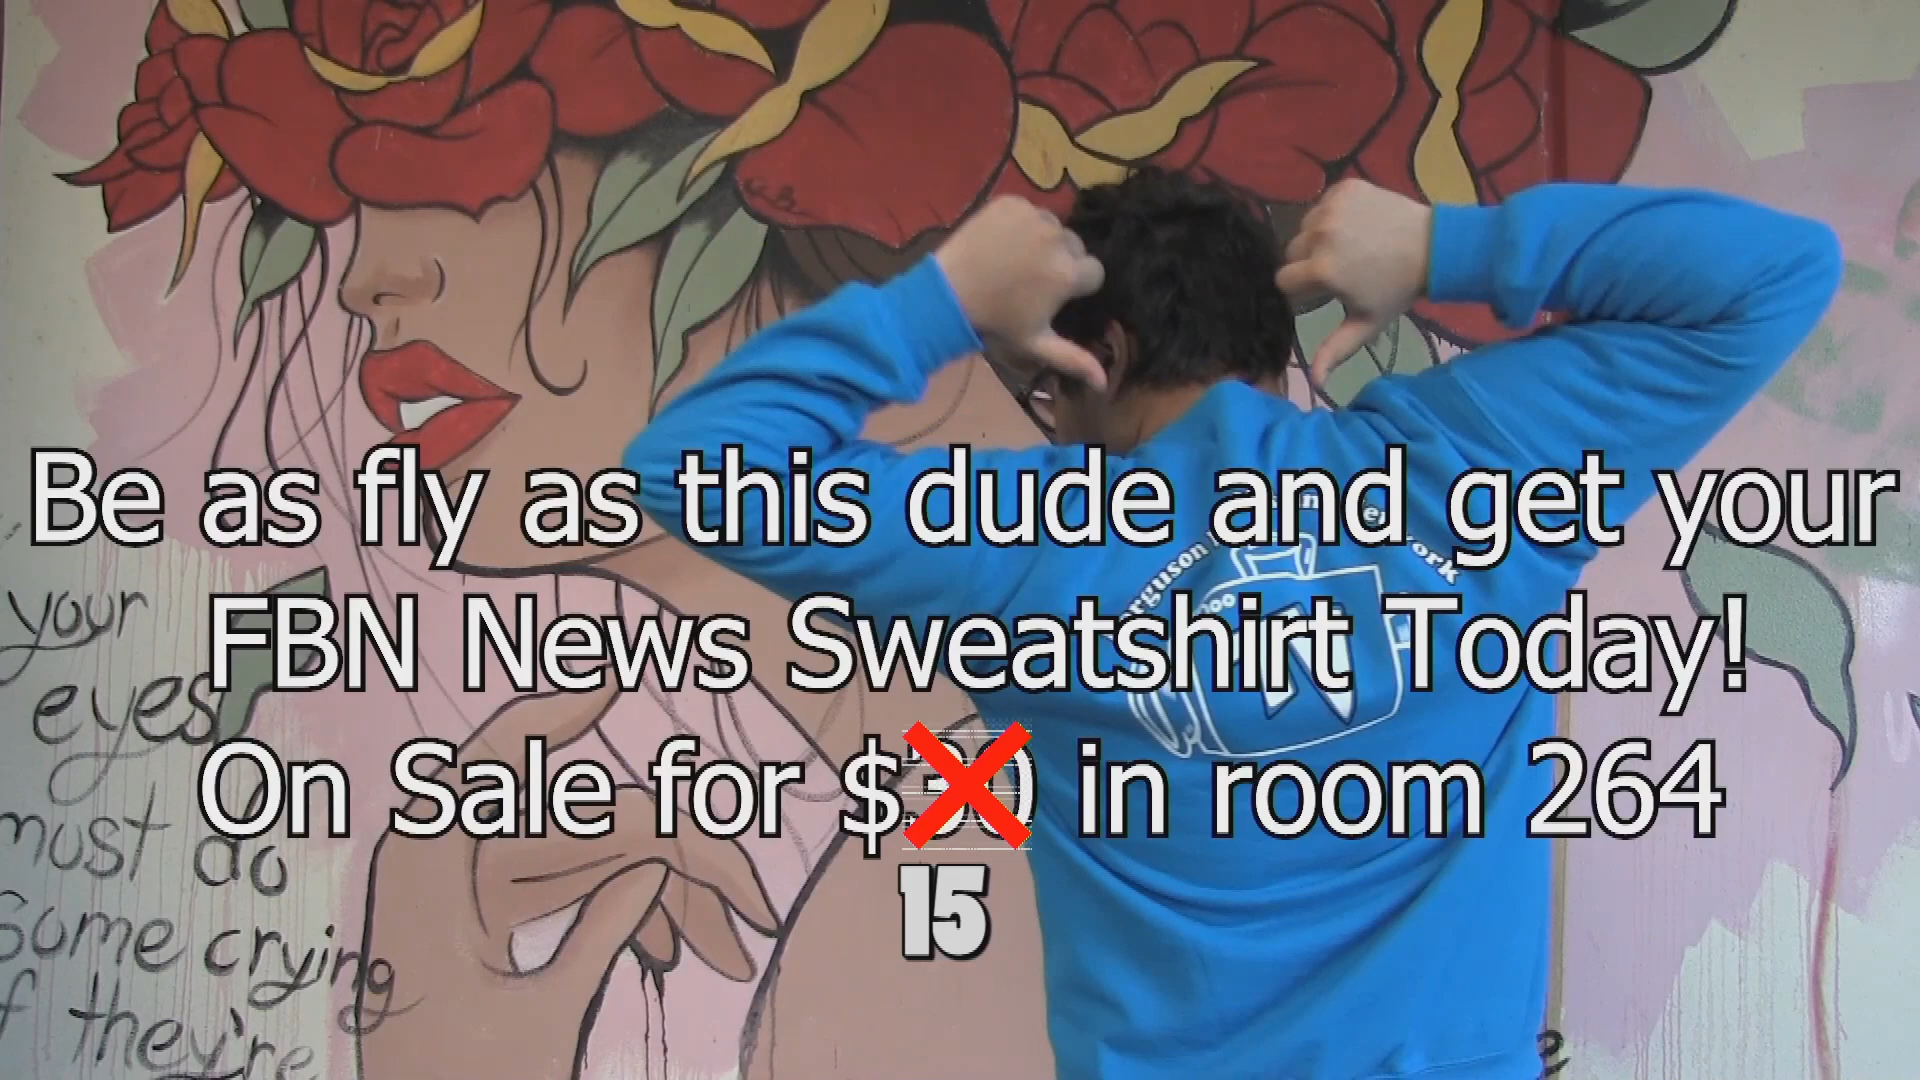 Be as fly as this dude and get your
FBN News Sweatshirt Today!
On Sale for $30 in room 264
15
your
eyes
must do
Some crying
if they're